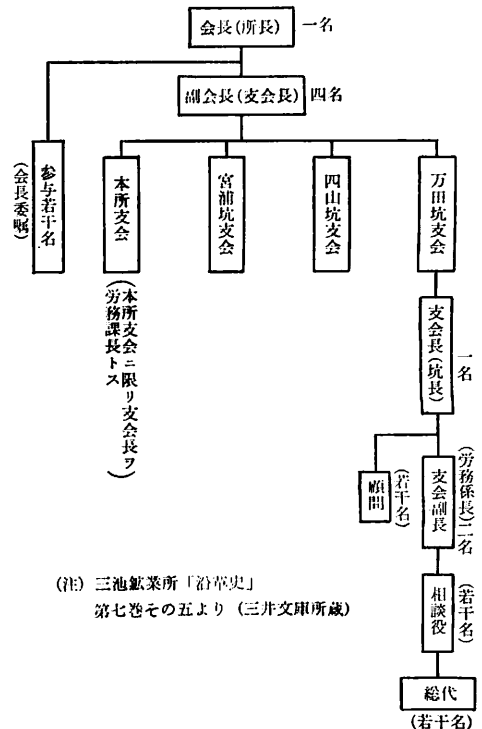 会長(所長)
一名
副会長(支会長)
四名
参与若干名
(会長委嘱)
本所支会
(本所支会ニ限リ支会長ヲ
労務課長トス)
宮浦坑支会
四山坑支会
万田坑支会
支会長(坑長)
一名
顧問
(若干名)
支会副長
(労務係長)二名
相談役
(若干名)
総代
(若干名)
(注) 三池鉱業所「沿革史」
第七巻その五より (三井文庫所蔵)